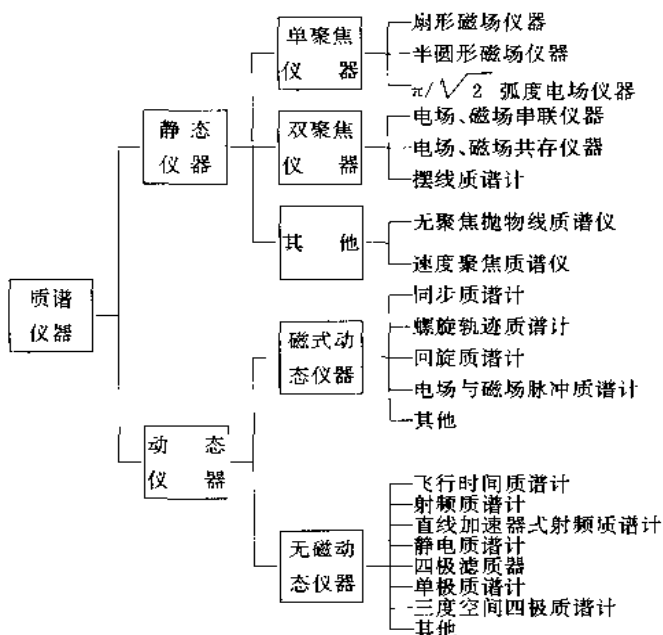 单聚焦
仪 器
扇形磁场仪器
半圆形磁场仪器
π/√2 弧度电场仪器
静 态
仪 器
双聚焦
仪 器
电场、磁场串联仪器
电场、磁场共存仪器
摆线质谱计
其 他
无聚焦抛物线质谱仪
速度聚焦质谱仪
质谱
仪器
磁式动
态仪器
同步质谱计
螺旋轨迹质谱计
回旋质谱计
电场与磁场脉冲质谱计
其他
动 态
仪 器
无磁动
态仪器
飞行时间质谱计
射频质谱计
直线加速器式射频质谱计
静电质谱计
四极滤质器
单极质谱计
三度空间四极质谱计
其他